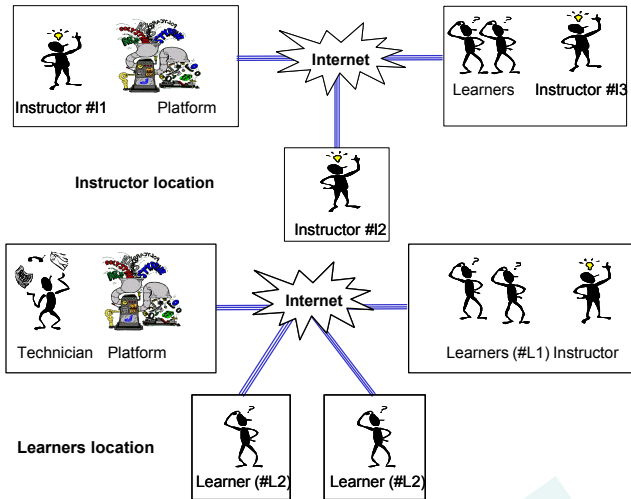 Internet
Instructor #I1 Platform
Learners Instructor #I3
Instructor location
Instructor #I2
Internet
Technician Platform
Learners (#L1) Instructor
Learners location
Learner (#L2) Learner (#L2)